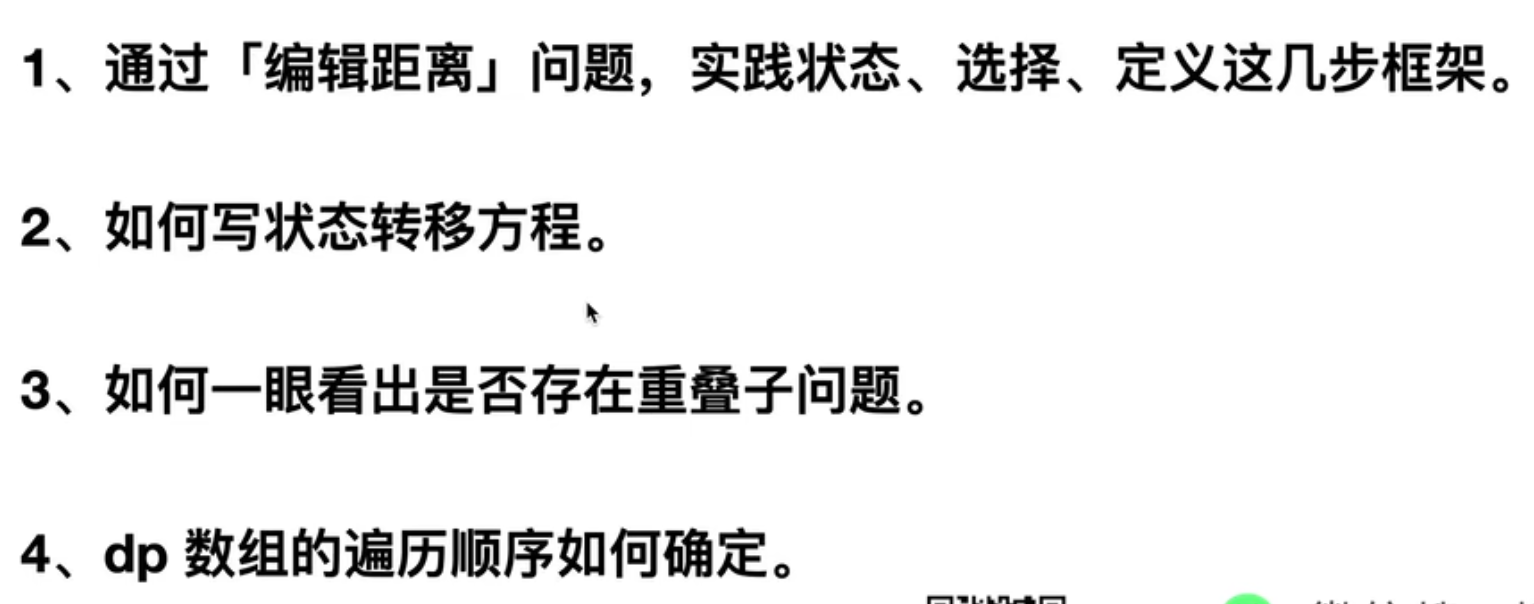 1、通过「编辑距离」问题，实践状态、选择、定义这几步框架。
2、如何写状态转移方程。
3、如何一眼看出是否存在重叠子问题。
4、dp 数组的遍历顺序如何确定。